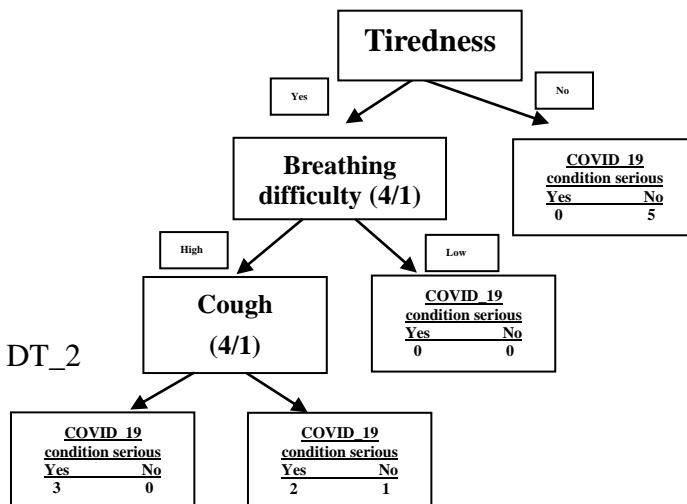 Tiredness
Yes
No
Breathing
difficulty (4/1)
COVID_19
condition serious
Yes No
0 5
High
Low
Cough
(4/1)
COVID_19
condition serious
Yes No
0 0
DT_2
COVID_19
condition serious
Yes No
3 0
COVID_19
condition serious
Yes No
2 1